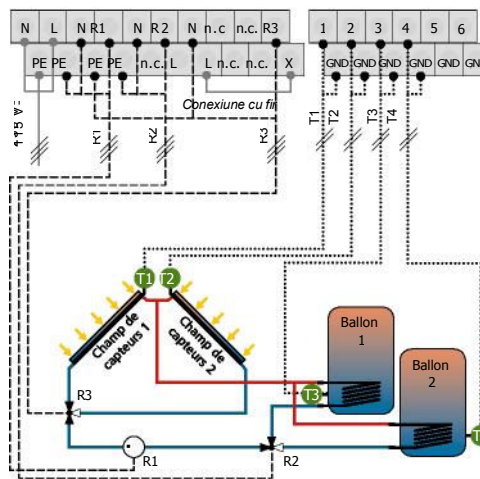 N L N R1 N R2 N n.c n.c. R3
1 2 3 4 5 6
PE PE PE PE n.c. L L n.c. n.c. X
GND GND GND GND
Conexiune cu fir
R1 R2 R3
T1 T2 T3 T4
T1 T2
Champ de
capteurs 1
Champ de
capteurs 2
Ballon
1
Ballon
2
T3
R3
R1
R2